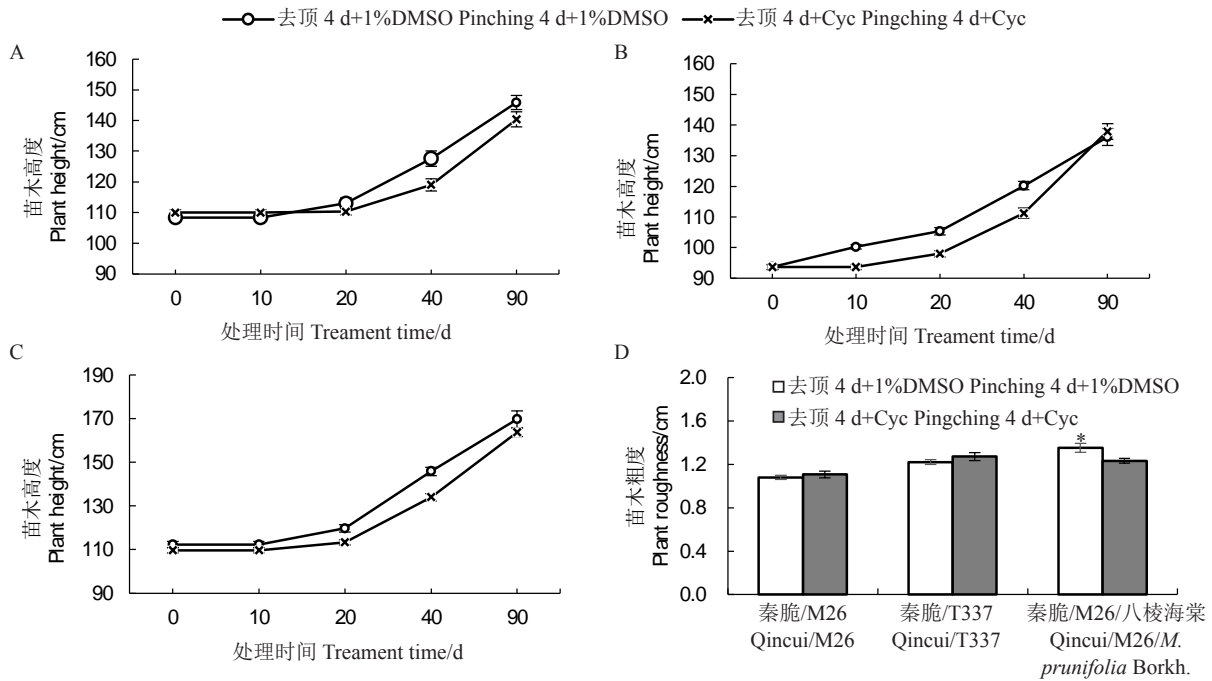 去顶 4 d+1%DMSO Pinching 4 d+1%DMSO
去顶 4 d+Cyc Pingching 4 d+Cyc
A
苗木高度
Plant height/cm
160
150
140
130
120
110
100
90
0 10 20 40 90
处理时间 Treament time/d
B
苗木高度
Plant height/cm
160
150
140
130
120
110
100
90
0 10 20 40 90
处理时间 Treament time/d
C
苗木高度
Plant height/cm
190
170
150
130
110
90
0 10 20 40 90
处理时间 Treament time/d
D
苗木粗度
Plant roughness/cm
2.0
1.6
1.2
0.8
0.4
0.0
去顶 4 d+1%DMSO Pinching 4 d+1%DMSO
去顶 4 d+Cyc Pingching 4 d+Cyc
*
秦脆/M26
Qincui/M26
秦脆/T337
Qincui/T337
秦脆/M26/八棱海棠
Qincui/M26/M.
prunifolia Borkh.